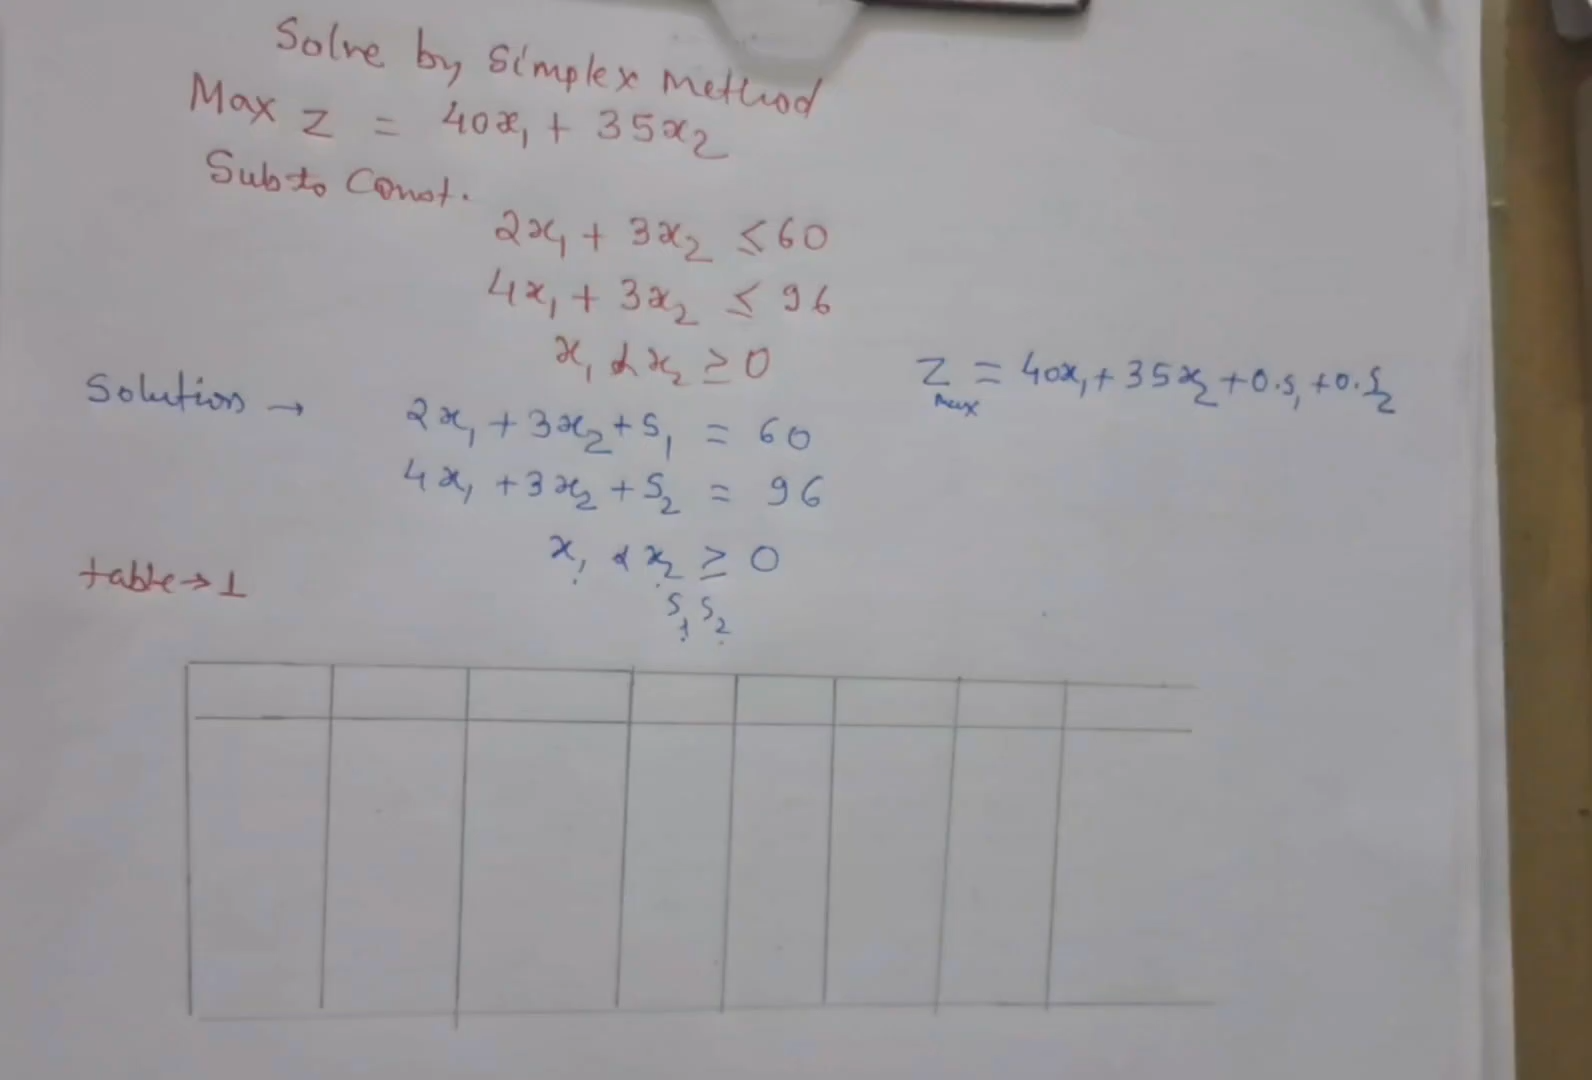 Solve by Simplex Method
Max Z = 40x₁ + 35x₂
Sub to Const.
2x₁ + 3x₂ ≤ 60
4x₁ + 3x₂ ≤ 96
x₁ & x₂ ≥ 0
Z = 40x₁ + 35x₂ + 0.s₁ + 0.s₂
max
Solution →
2x₁ + 3x₂ + S₁ = 60
4x₁ + 3x₂ + S₂ = 96
x₁ & x₂ ≥ 0
S₁ S₂
table → 1